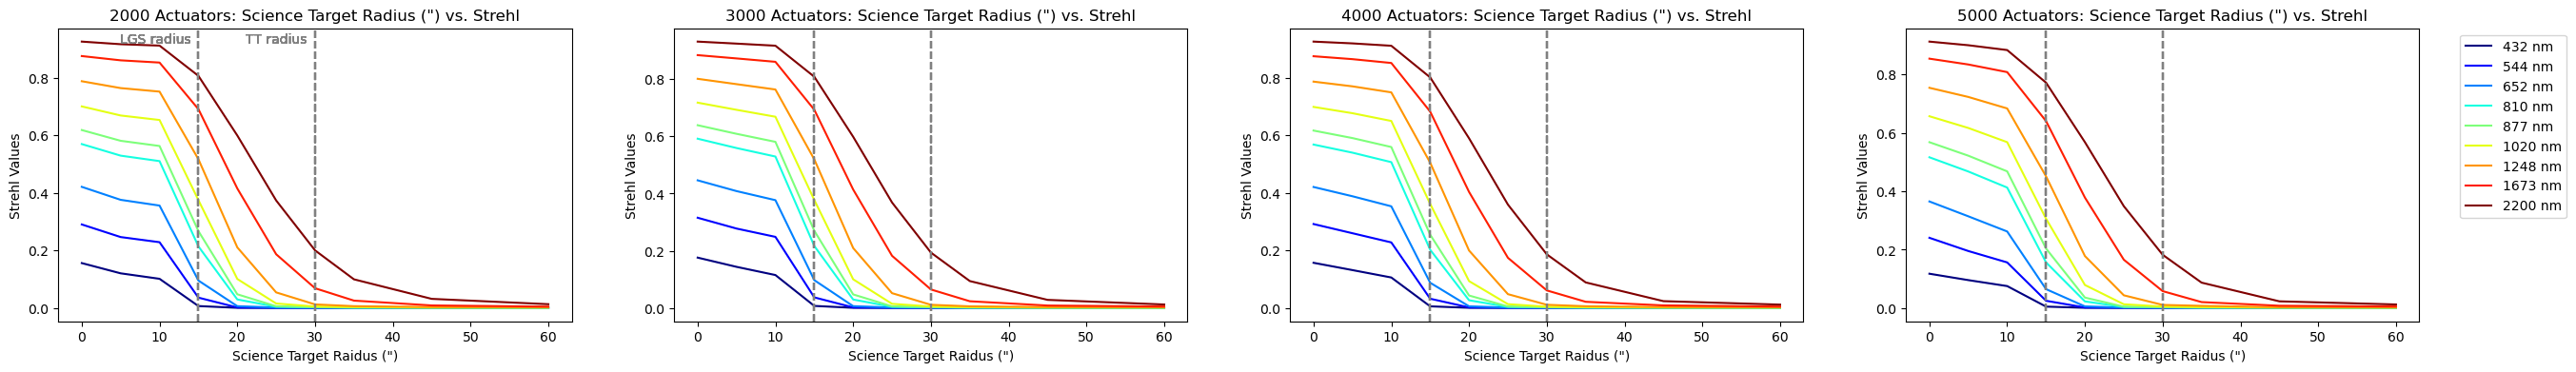 2000 Actuators: Science Target Radius (") vs. Strehl
LGS radius
TT radius
Strehl Values
0.8
0.6
0.4
0.2
0.0
0 10 20 30 40 50 60
Science Target Raidus (")
3000 Actuators: Science Target Radius (") vs. Strehl
Strehl Values
0.8
0.6
0.4
0.2
0.0
0 10 20 30 40 50 60
Science Target Raidus (")
4000 Actuators: Science Target Radius (") vs. Strehl
Strehl Values
0.8
0.6
0.4
0.2
0.0
0 10 20 30 40 50 60
Science Target Raidus (")
5000 Actuators: Science Target Radius (") vs. Strehl
Strehl Values
0.8
0.6
0.4
0.2
0.0
0 10 20 30 40 50 60
Science Target Raidus (")
432 nm
544 nm
652 nm
810 nm
877 nm
1020 nm
1248 nm
1673 nm
2200 nm